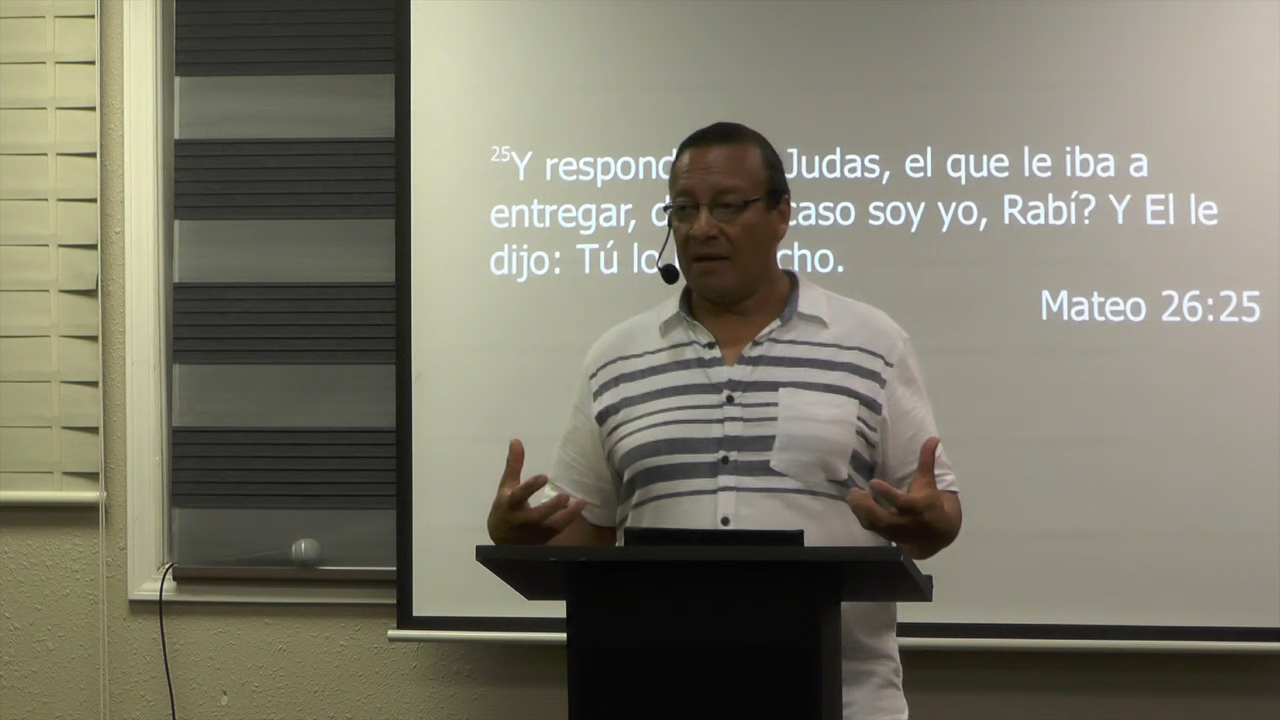 25Y respond Judas, el que le iba a
entregar, caso soy yo, Rabí? Y El le
dijo: Tú lo cho.
Mateo 26:25